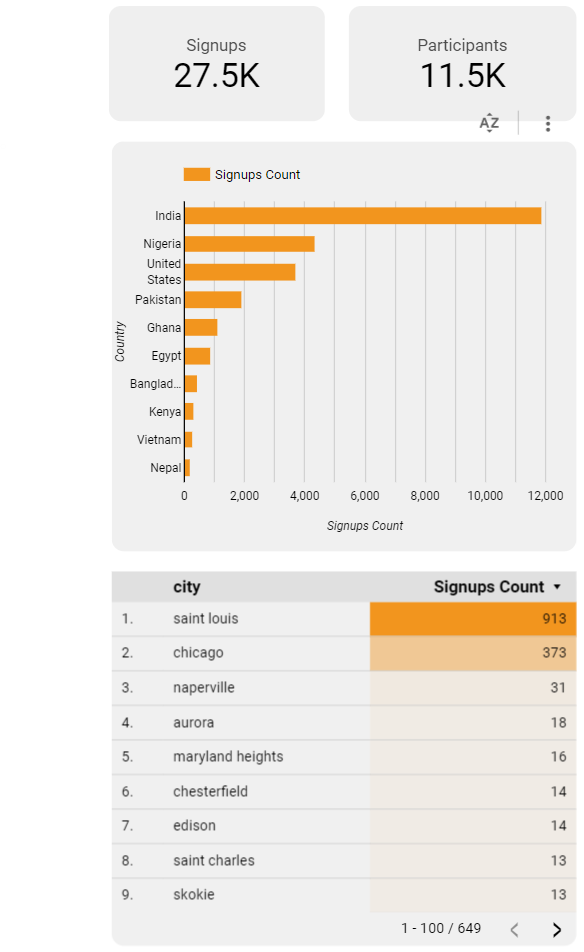 Signups
27.5K
Participants
11.5K
AZ
Signups Count
India
Nigeria
United
States
Pakistan
Ghana
Egypt
Banglad...
Kenya
Vietnam
Nepal
Country
0 2,000 4,000 6,000 8,000 10,000 12,000
Signups Count
city Signups Count
1. saint louis 913
2. chicago 373
3. naperville 31
4. aurora 18
5. maryland heights 16
6. chesterfield 14
7. edison 14
8. saint charles 13
9. skokie 13
1 - 100 / 649